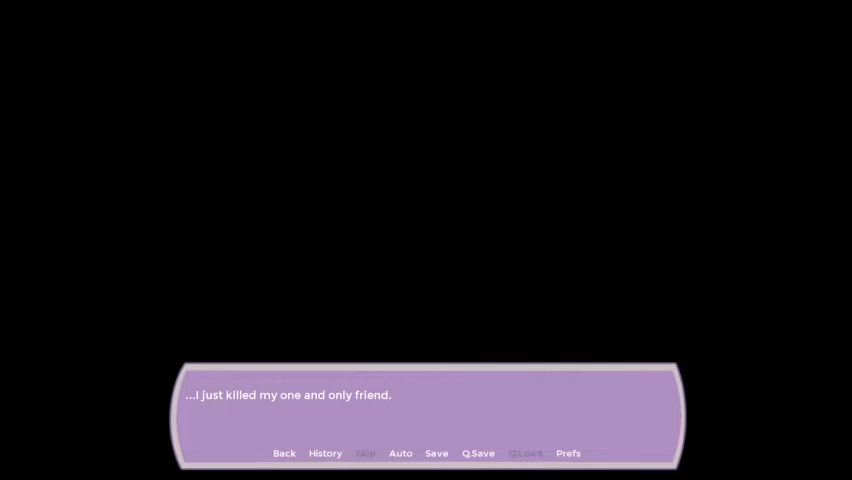 ...I just killed my one and only friend.
Back History Skip Auto Save Q.Save Q.Load Prefs